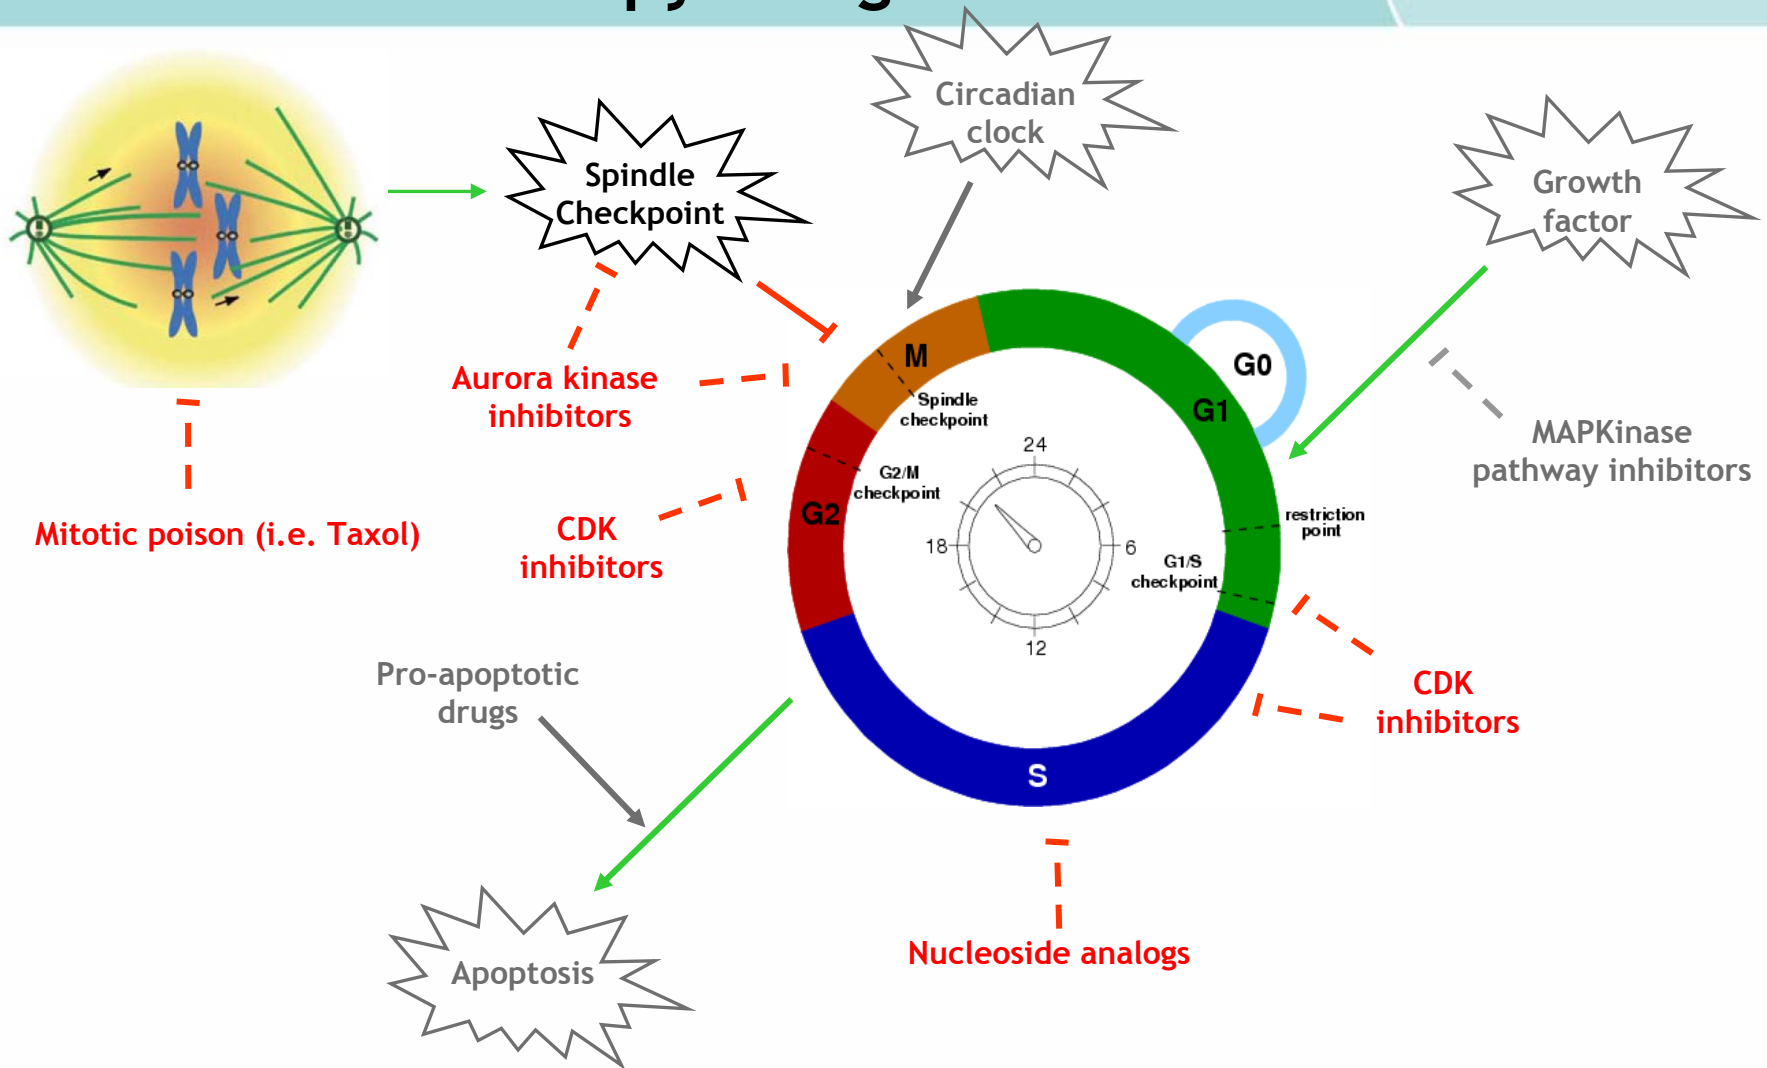 Circadian
clock
Spindle
Checkpoint
Growth
factor
M
G0
Aurora kinase
inhibitors
Spindle
checkpoint
G1
24
MAPKinase
pathway inhibitors
G2/M
checkpoint
G2
restriction
point
Mitotic poison (i.e. Taxol)
CDK
inhibitors
18
6
G1/S
checkpoint
12
Pro-apoptotic
drugs
CDK
inhibitors
S
Nucleoside analogs
Apoptosis